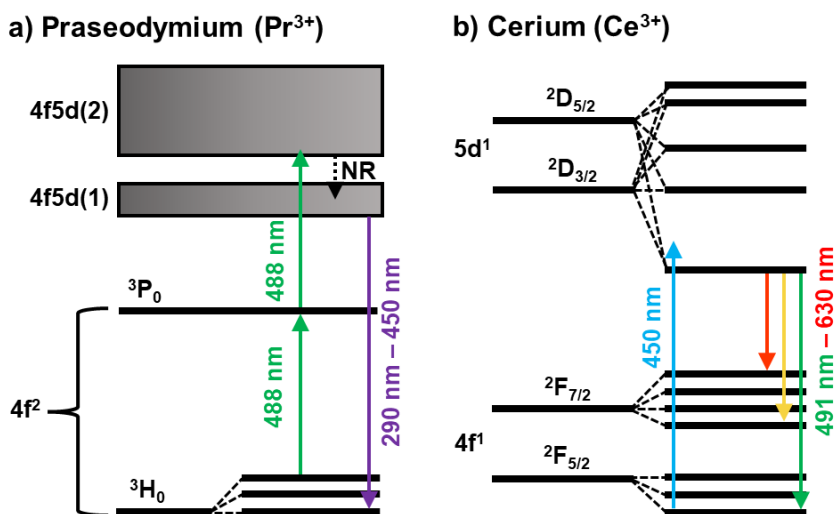 a) Praseodymium (Pr³⁺)
4f5d(2)
NR
4f5d(1)
488 nm
³P₀
4f²
488 nm
290 nm – 450 nm
³H₀
b) Cerium (Ce³⁺)
²D₅/₂
5d¹
²D₃/₂
450 nm
491 nm – 630 nm
²F₇/₂
4f¹
²F₅/₂